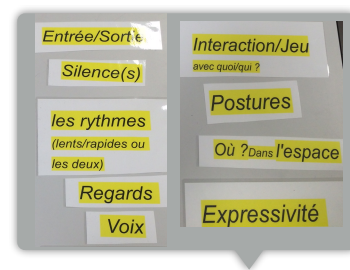 Entrée/Sortie
Silence(s)
les rythmes
(lents/rapides ou
les deux)
Regards
Voix
Interaction/Jeu
avec quoi/qui ?
Postures
Où ?Dans l'espace
Expressivité